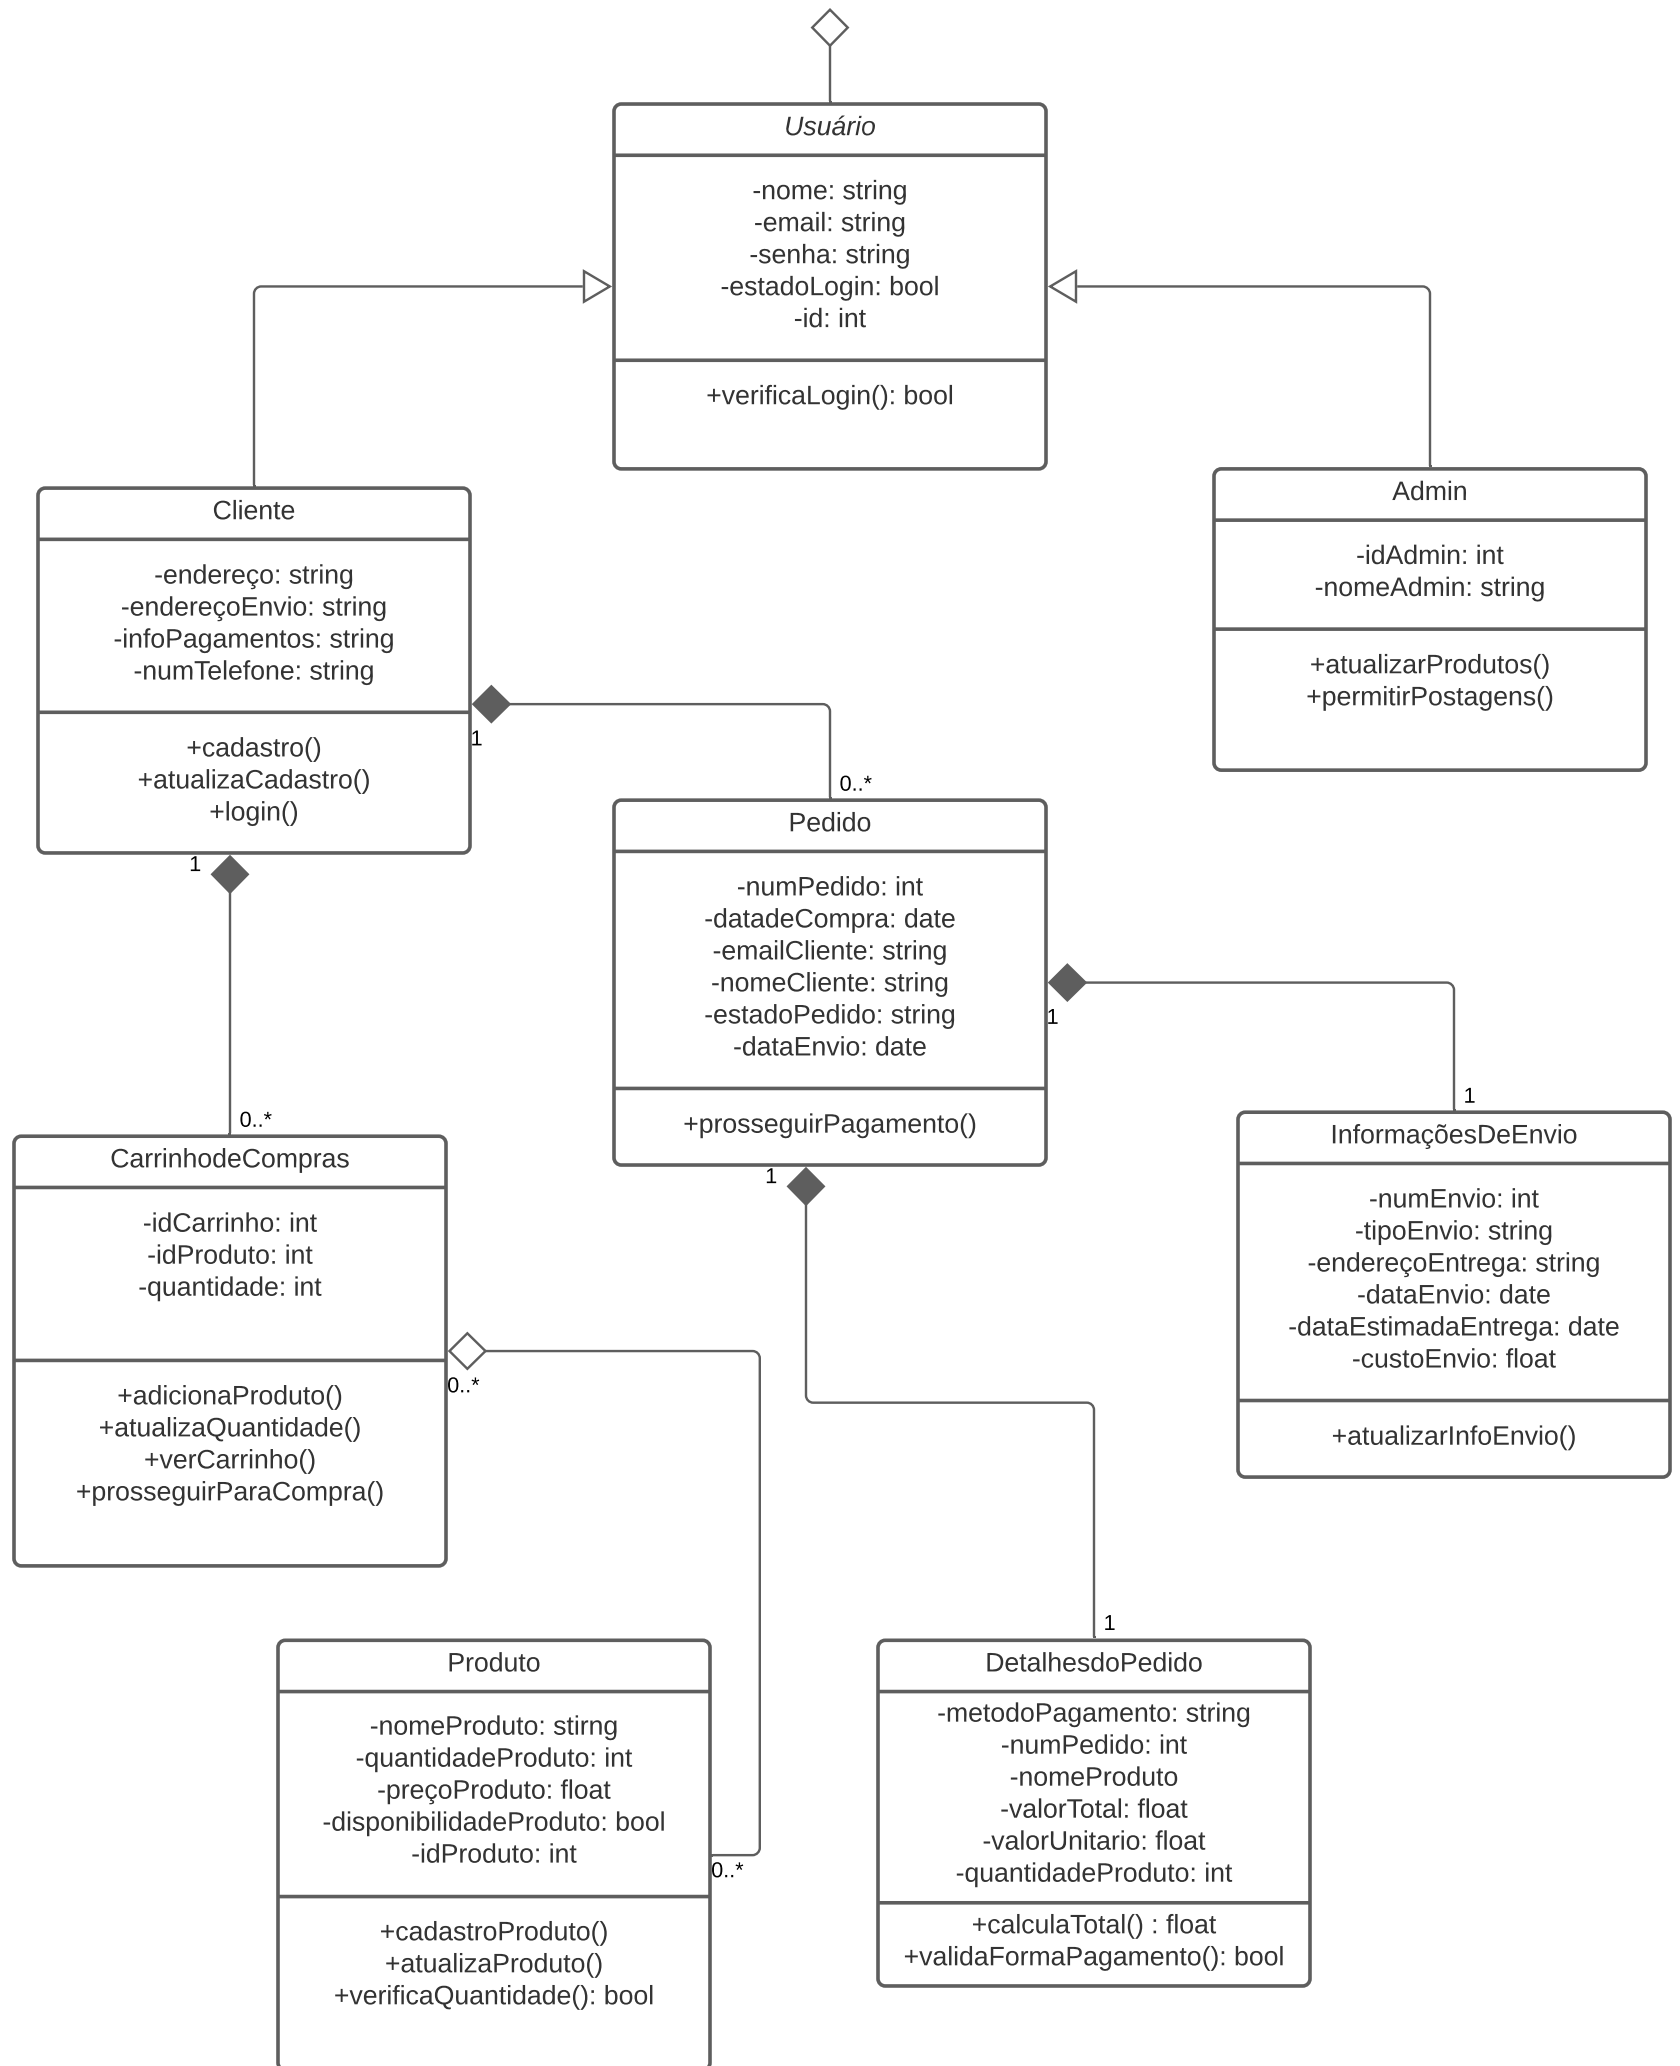 Usuário
-nome: string
-email: string
-senha: string
-estadoLogin: bool
-id: int
+verificaLogin(): bool
Cliente
-endereço: string
-endereçoEnvio: string
-infoPagamentos: string
-numTelefone: string
+cadastro()
+atualizaCadastro()
+login()
Admin
-idAdmin: int
-nomeAdmin: string
+atualizarProdutos()
+permitirPostagens()
1
0..*
1
0..*
Pedido
-numPedido: int
-datadeCompra: date
-emailCliente: string
-nomeCliente: string
-estadoPedido: string
-dataEnvio: date
+prosseguirPagamento()
1
1
1
InformaçõesDeEnvio
-numEnvio: int
-tipoEnvio: string
-endereçoEntrega: string
-dataEnvio: date
-dataEstimadaEntrega: date
-custoEnvio: float
+atualizarInfoEnvio()
CarrinhodeCompras
-idCarrinho: int
-idProduto: int
-quantidade: int
+adicionaProduto()
+atualizaQuantidade()
+verCarrinho()
+prosseguirParaCompra()
0..*
Produto
-nomeProduto: stirng
-quantidadeProduto: int
-preçoProduto: float
-disponibilidadeProduto: bool
-idProduto: int
+cadastroProduto()
+atualizaProduto()
+verificaQuantidade(): bool
0..*
1
DetalhesdoPedido
-metodoPagamento: string
-numPedido: int
-nomeProduto
-valorTotal: float
-valorUnitario: float
-quantidadeProduto: int
+calculaTotal() : float
+validaFormaPagamento(): bool